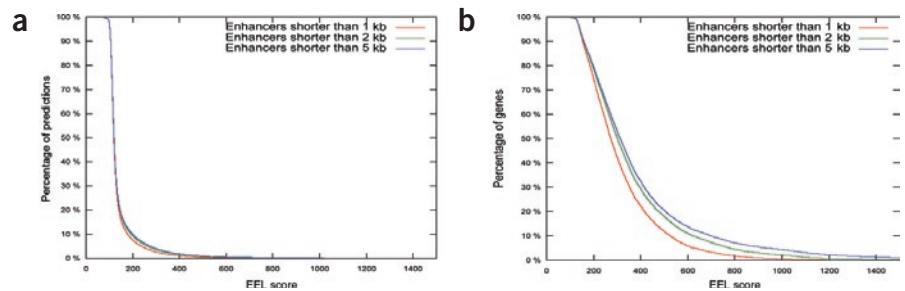 a
Enhancers shorter than 1 kb
Enhancers shorter than 2 kb
Enhancers shorter than 5 kb
Percentage of predictions
100 %
90 %
80 %
70 %
60 %
50 %
40 %
30 %
20 %
10 %
0 %
0 200 400 600 800 1000 1200 1400
EEL score
b
Enhancers shorter than 1 kb
Enhancers shorter than 2 kb
Enhancers shorter than 5 kb
Percentage of genes
100 %
90 %
80 %
70 %
60 %
50 %
40 %
30 %
20 %
10 %
0 %
0 200 400 600 800 1000 1200 1400
EEL score